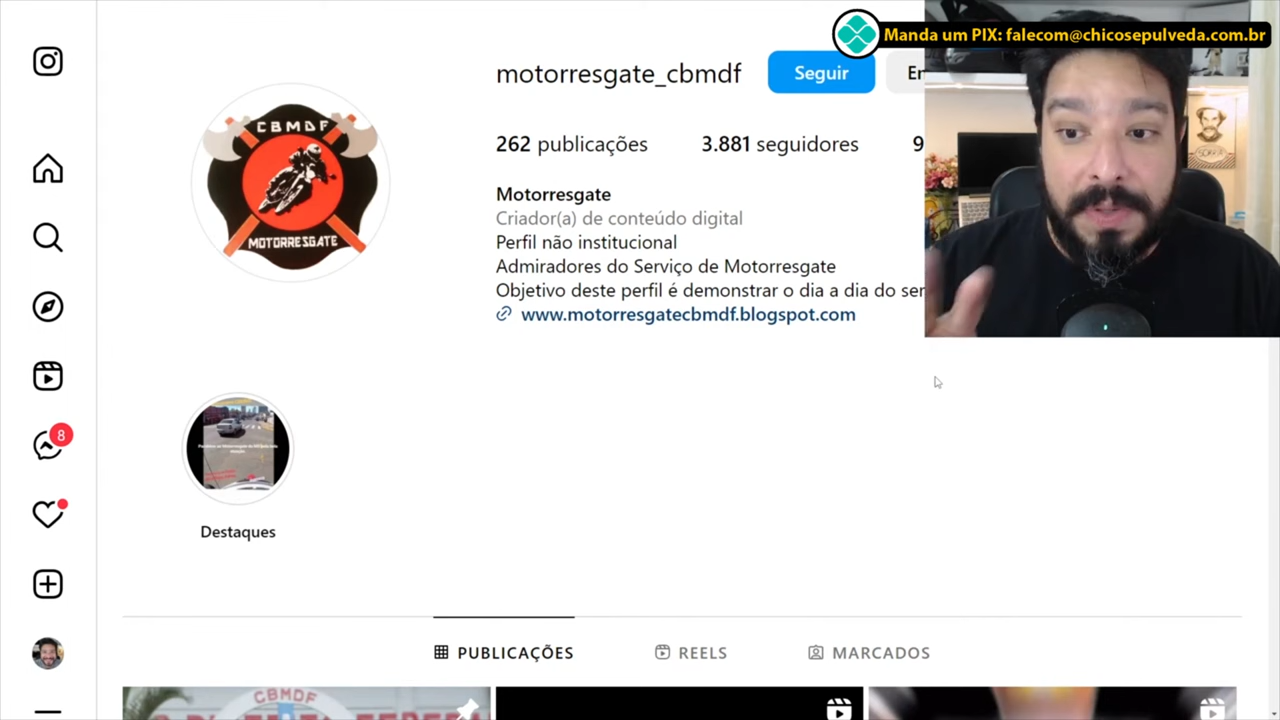 Manda um PIX: falecom@chicosepulveda.com.br
motorresgate_cbmdf
Seguir
En
262 publicações
3.881 seguidores
9
CBMDF
MOTORRESGATE
Motorresgate
Criador(a) de conteúdo digital
Perfil não institucional
Admiradores do Serviço de Motorresgate
Objetivo deste perfil é demonstrar o dia a dia do ser
www.motorresgatecbmdf.blogspot.com
8
Destaques
PUBLICAÇÕES
REELS
MARCADOS
CBMDF